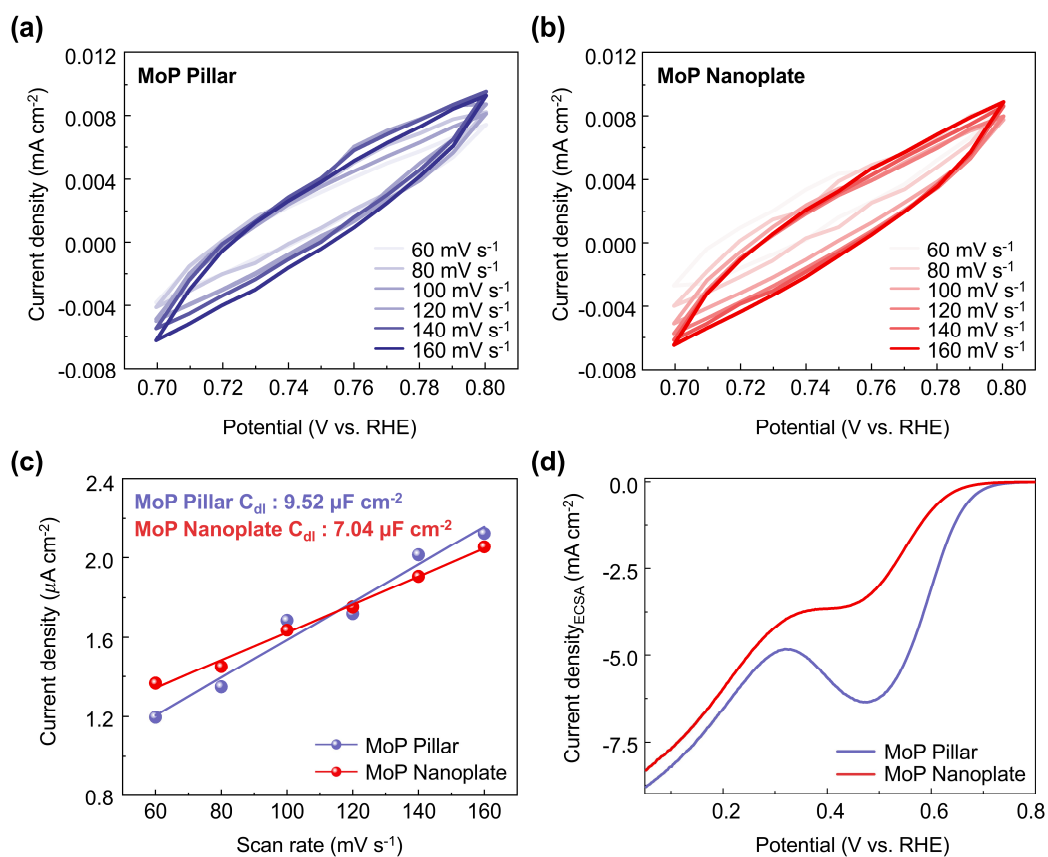 (a)
MoP Pillar
Current density (mA cm⁻²)
0.012
0.008
0.004
0.000
-0.004
-0.008
60 mV s⁻¹
80 mV s⁻¹
100 mV s⁻¹
120 mV s⁻¹
140 mV s⁻¹
160 mV s⁻¹
0.70 0.72 0.74 0.76 0.78 0.80
Potential (V vs. RHE)
(b)
MoP Nanoplate
Current density (mA cm⁻²)
0.012
0.008
0.004
0.000
-0.004
-0.008
60 mV s⁻¹
80 mV s⁻¹
100 mV s⁻¹
120 mV s⁻¹
140 mV s⁻¹
160 mV s⁻¹
0.70 0.72 0.74 0.76 0.78 0.80
Potential (V vs. RHE)
(c)
MoP Pillar C_dl : 9.52 µF cm⁻²
MoP Nanoplate C_dl : 7.04 µF cm⁻²
Current density (µA cm⁻²)
2.4
2.0
1.6
1.2
0.8
MoP Pillar
MoP Nanoplate
60 80 100 120 140 160
Scan rate (mV s⁻¹)
(d)
Current density_ECSA (mA cm⁻²)
0.0
-2.5
-5.0
-7.5
MoP Pillar
MoP Nanoplate
0.2 0.4 0.6 0.8
Potential (V vs. RHE)